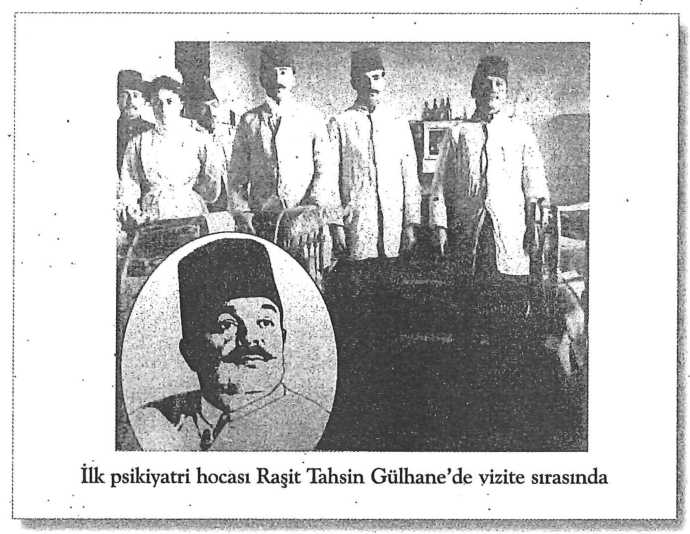 İlk psikiyatri hocası Raşit Tahsin Gülhane'de vizite sırasında